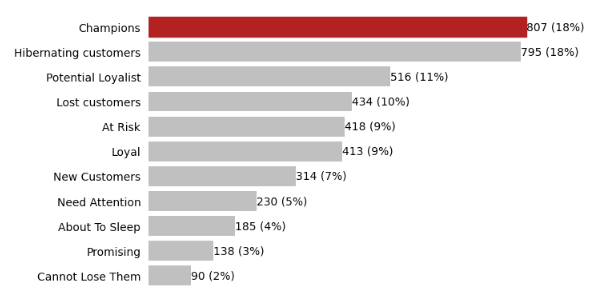 Champions 807 (18%)
Hibernating customers 795 (18%)
Potential Loyalist 516 (11%)
Lost customers 434 (10%)
At Risk 418 (9%)
Loyal 413 (9%)
New Customers 314 (7%)
Need Attention 230 (5%)
About To Sleep 185 (4%)
Promising 138 (3%)
Cannot Lose Them 90 (2%)